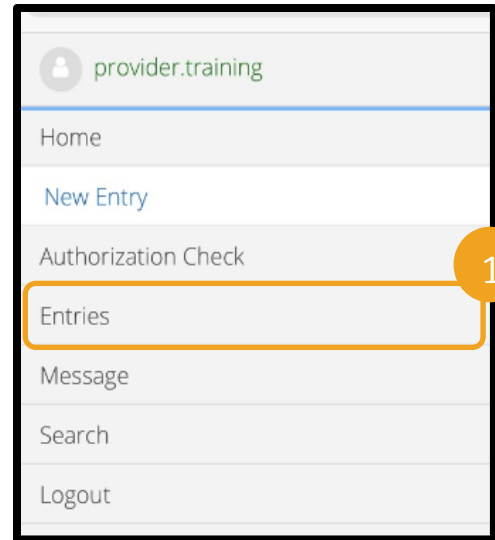 provider.training
Home
New Entry
Authorization Check
1
Entries
Message
Search
Logout